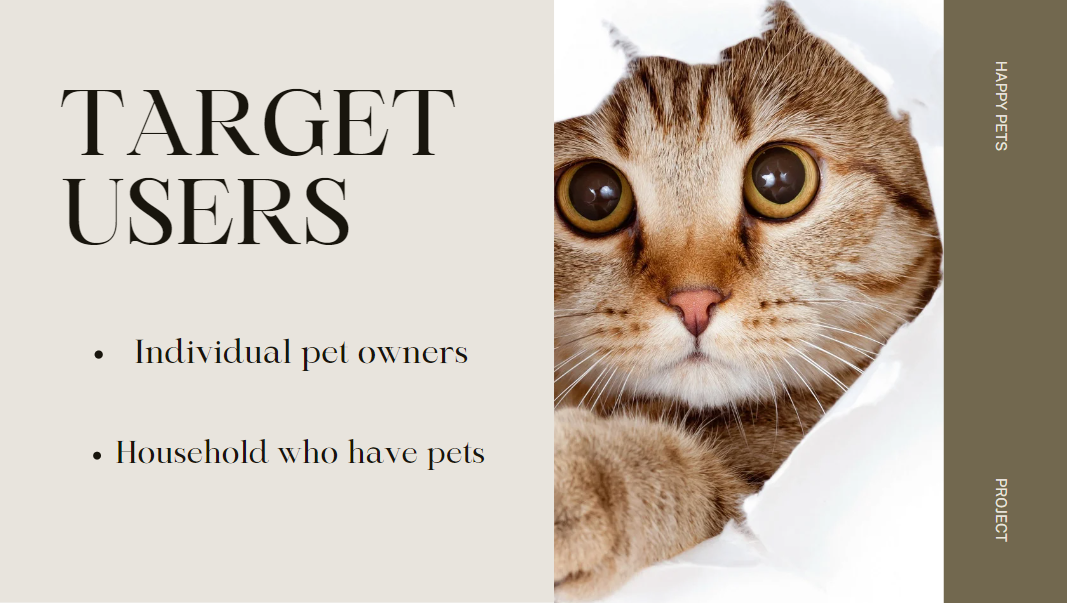 TARGET
USERS
• Individual pet owners
• Household who have pets
HAPPY PETS
PROJECT